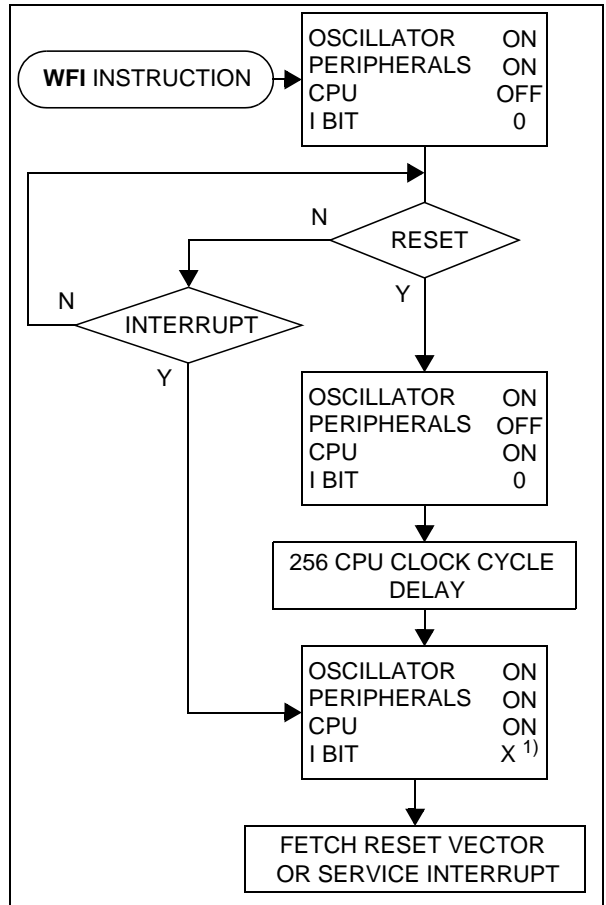 WFI INSTRUCTION
OSCILLATOR ON
PERIPHERALS ON
CPU OFF
I BIT 0
N
RESET
Y
N
INTERRUPT
Y
OSCILLATOR ON
PERIPHERALS OFF
CPU ON
I BIT 0
256 CPU CLOCK CYCLE
DELAY
OSCILLATOR ON
PERIPHERALS ON
CPU ON
I BIT X 1)
FETCH RESET VECTOR
OR SERVICE INTERRUPT